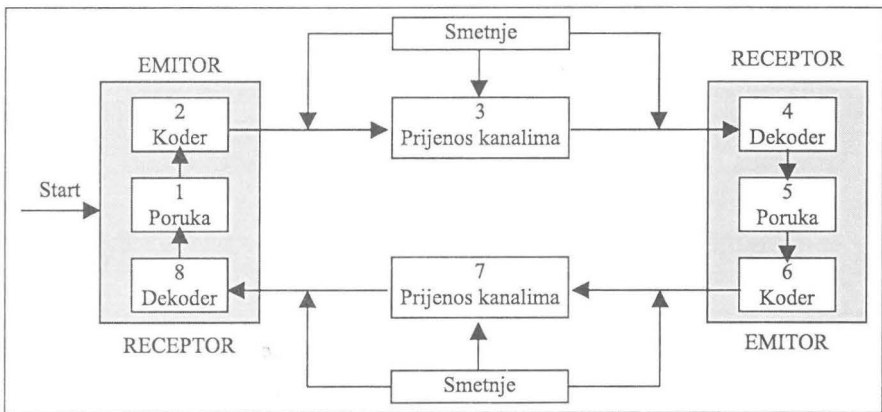 Smetnje
EMITOR
RECEPTOR
2
Koder
3
Prijenos kanalima
4
Dekoder
Start
1
Poruka
5
Poruka
8
Dekoder
7
Prijenos kanalima
6
Koder
RECEPTOR
EMITOR
Smetnje